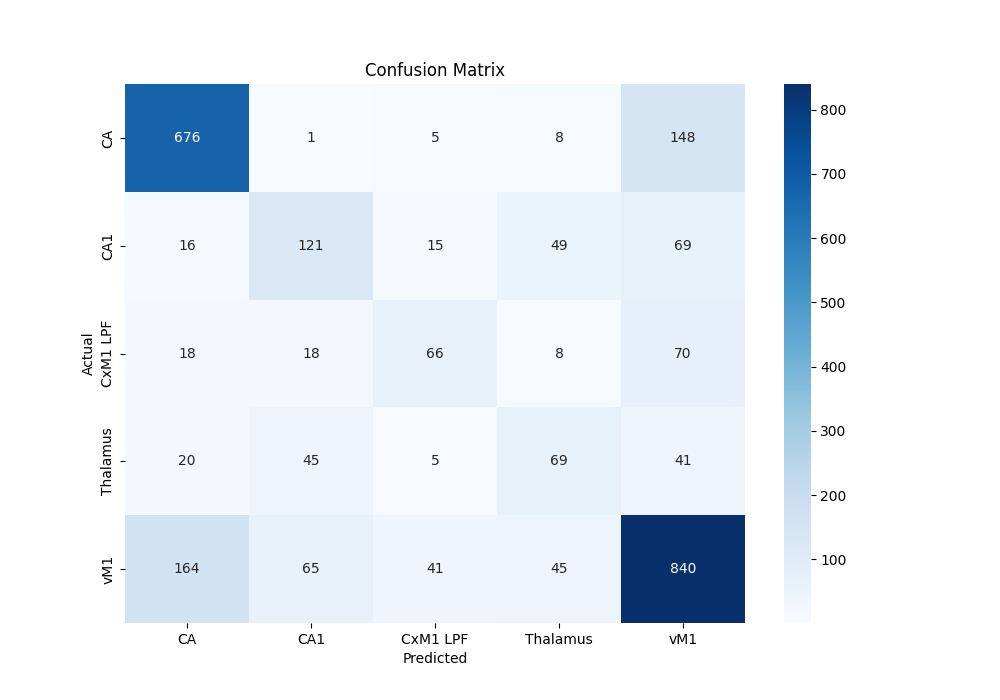 Confusion Matrix
Actual
CA
676 1 5 8 148
CA1
16 121 15 49 69
CxM1 LPF
18 18 66 8 70
Thalamus
20 45 5 69 41
vM1
164 65 41 45 840
CA CA1 CxM1 LPF Thalamus vM1
Predicted
800
700
600
500
400
300
200
100